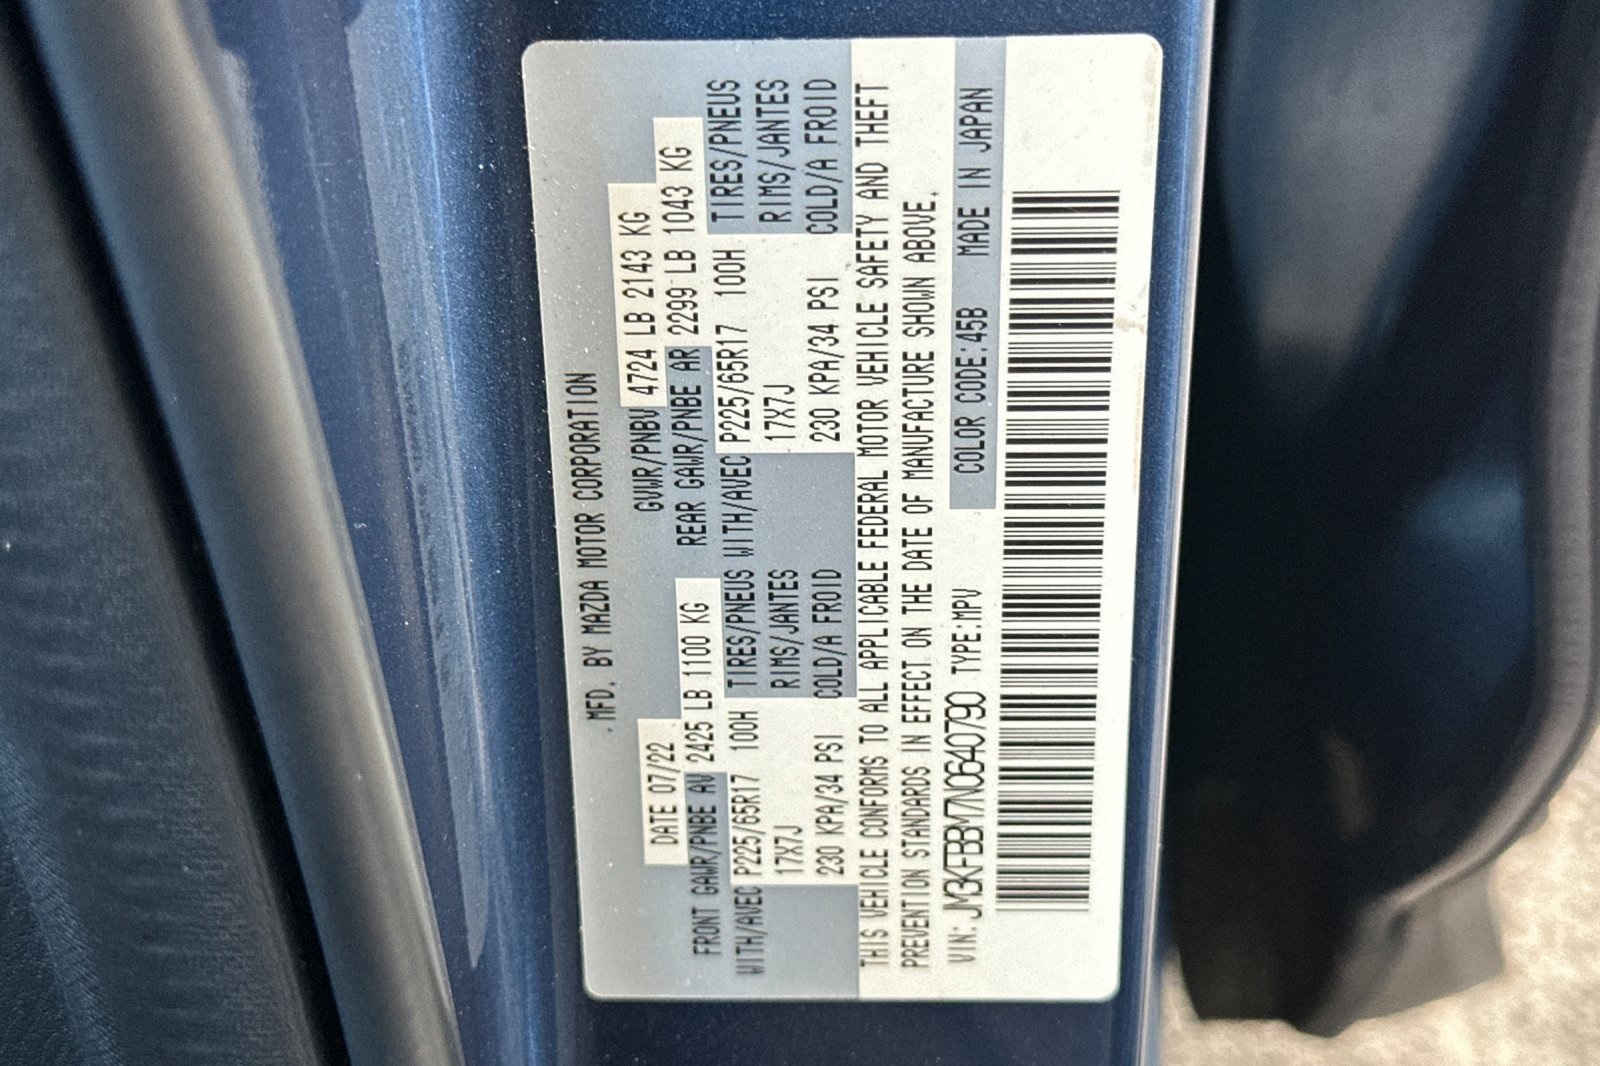 MFD. BY MAZDA MOTOR CORPORATION
DATE 07/22 GVWR/PNBV 4724 LB 2143 KG
FRONT GAWR/PNBE AV 2425 LB 1100 KG REAR GAWR/PNBE AR 2299 LB 1043 KG
WITH/AVEC P225/65R17 100H TIRES/PNEUS WITH/AVEC P225/65R17 100H TIRES/PNEUS
17X7J RIMS/JANTES 17X7J RIMS/JANTES
230 KPA/34 PSI COLD/A FROID 230 KPA/34 PSI COLD/A FROID
THIS VEHICLE CONFORMS TO ALL APPLICABLE FEDERAL MOTOR VEHICLE SAFETY AND THEFT
PREVENTION STANDARDS IN EFFECT ON THE DATE OF MANUFACTURE SHOWN ABOVE.
VIN: JM3KFBBM7N0640790 TYPE:MPV COLOR CODE:45B MADE IN JAPAN